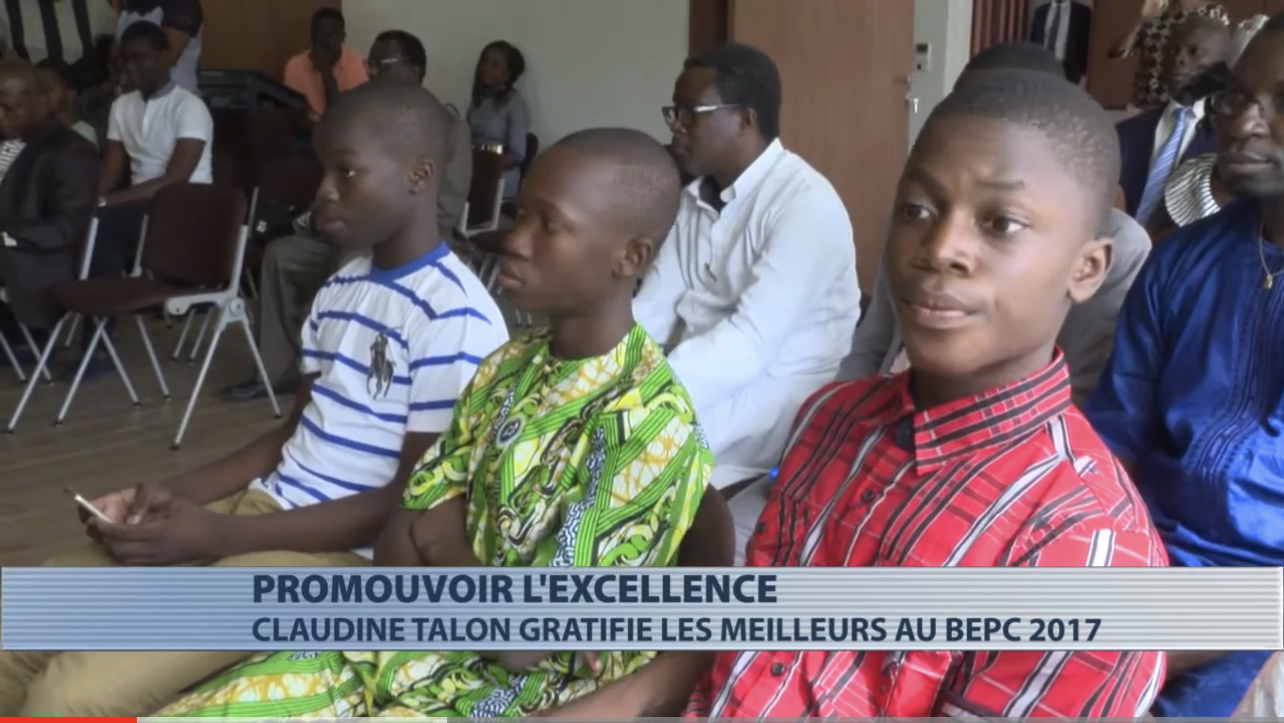 PROMOUVOIR L'EXCELLENCE
CLAUDINE TALON GRATIFIE LES MEILLEURS AU BEPC 2017